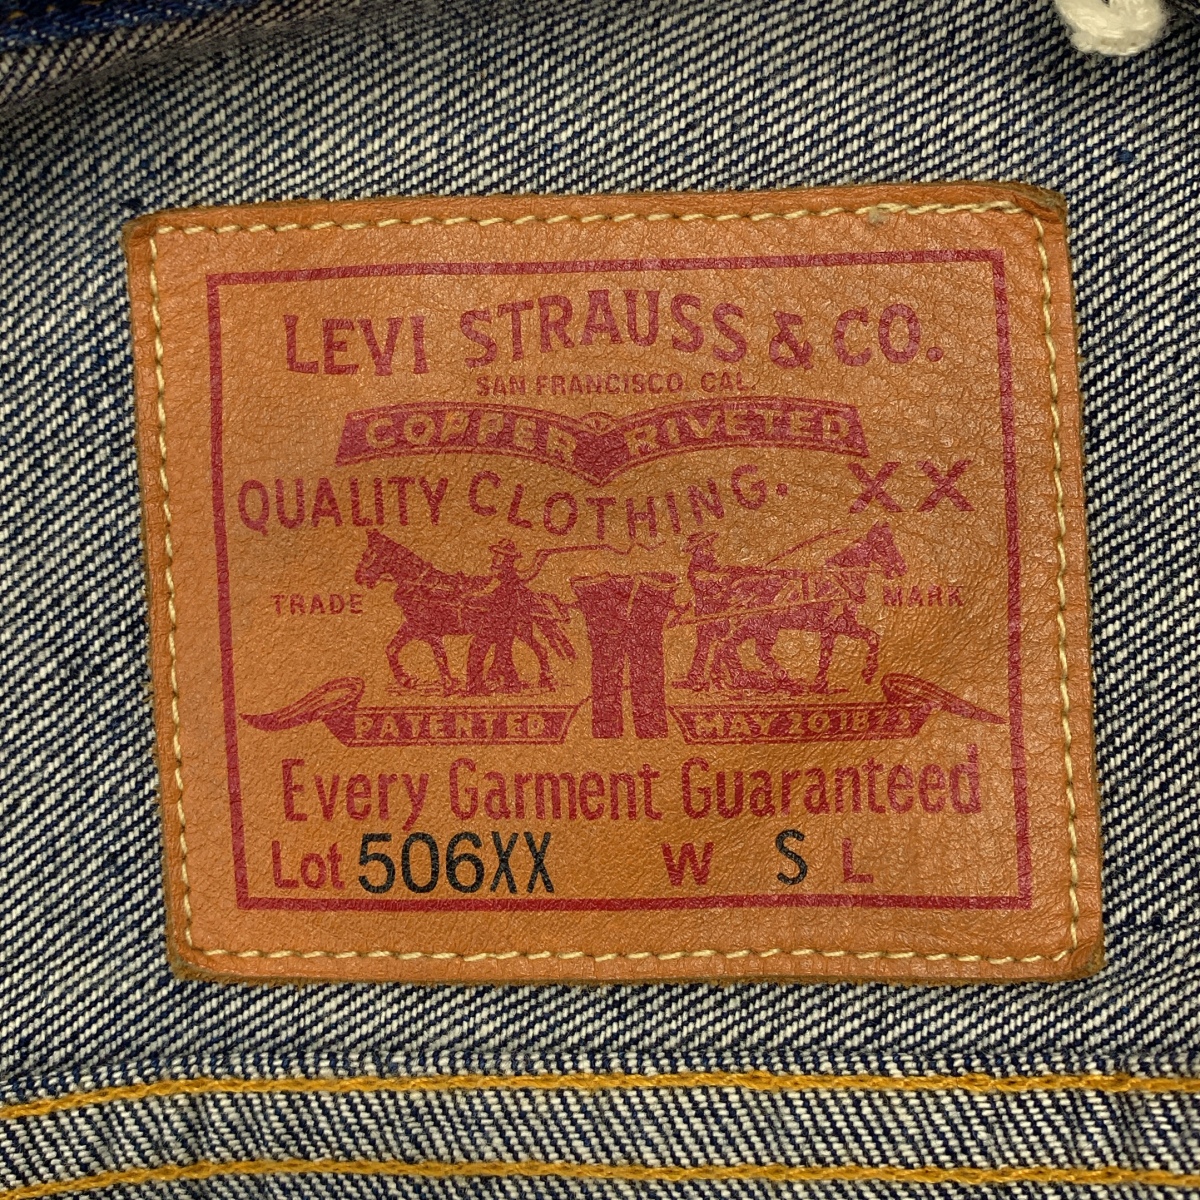 LEVI STRAUSS & CO.
SAN FRANCISCO. CAL.
COPPER RIVETED
QUALITY CLOTHING. XX
TRADE MARK
PATENTED MAY 20 1873
Every Garment Guaranteed
Lot 506XX W S L